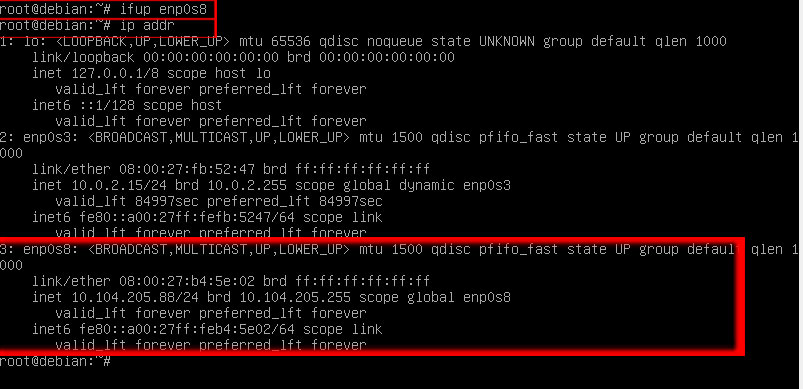 root@debian:~# ifup enp0s8
root@debian:~# ip addr
1: lo: <LOOPBACK,UP,LOWER_UP> mtu 65536 qdisc noqueue state UNKNOWN group default qlen 1000
link/loopback 00:00:00:00:00:00 brd 00:00:00:00:00:00
inet 127.0.0.1/8 scope host lo
valid_lft forever preferred_lft forever
inet6 ::1/128 scope host
valid_lft forever preferred_lft forever
2: enp0s3: <BROADCAST,MULTICAST,UP,LOWER_UP> mtu 1500 qdisc pfifo_fast state UP group default qlen 1
000
link/ether 08:00:27:fb:52:47 brd ff:ff:ff:ff:ff:ff
inet 10.0.2.15/24 brd 10.0.2.255 scope global dynamic enp0s3
valid_lft 84997sec preferred_lft 84997sec
inet6 fe80::a00:27ff:fefb:5247/64 scope link
valid_lft forever preferred_lft forever
3: enp0s8: <BROADCAST,MULTICAST,UP,LOWER_UP> mtu 1500 qdisc pfifo_fast state UP group default qlen 1
000
link/ether 08:00:27:b4:5e:02 brd ff:ff:ff:ff:ff:ff
inet 10.104.205.88/24 brd 10.104.205.255 scope global enp0s8
valid_lft forever preferred_lft forever
inet6 fe80::a00:27ff:feb4:5e02/64 scope link
valid_lft forever preferred_lft forever
root@debian:~#